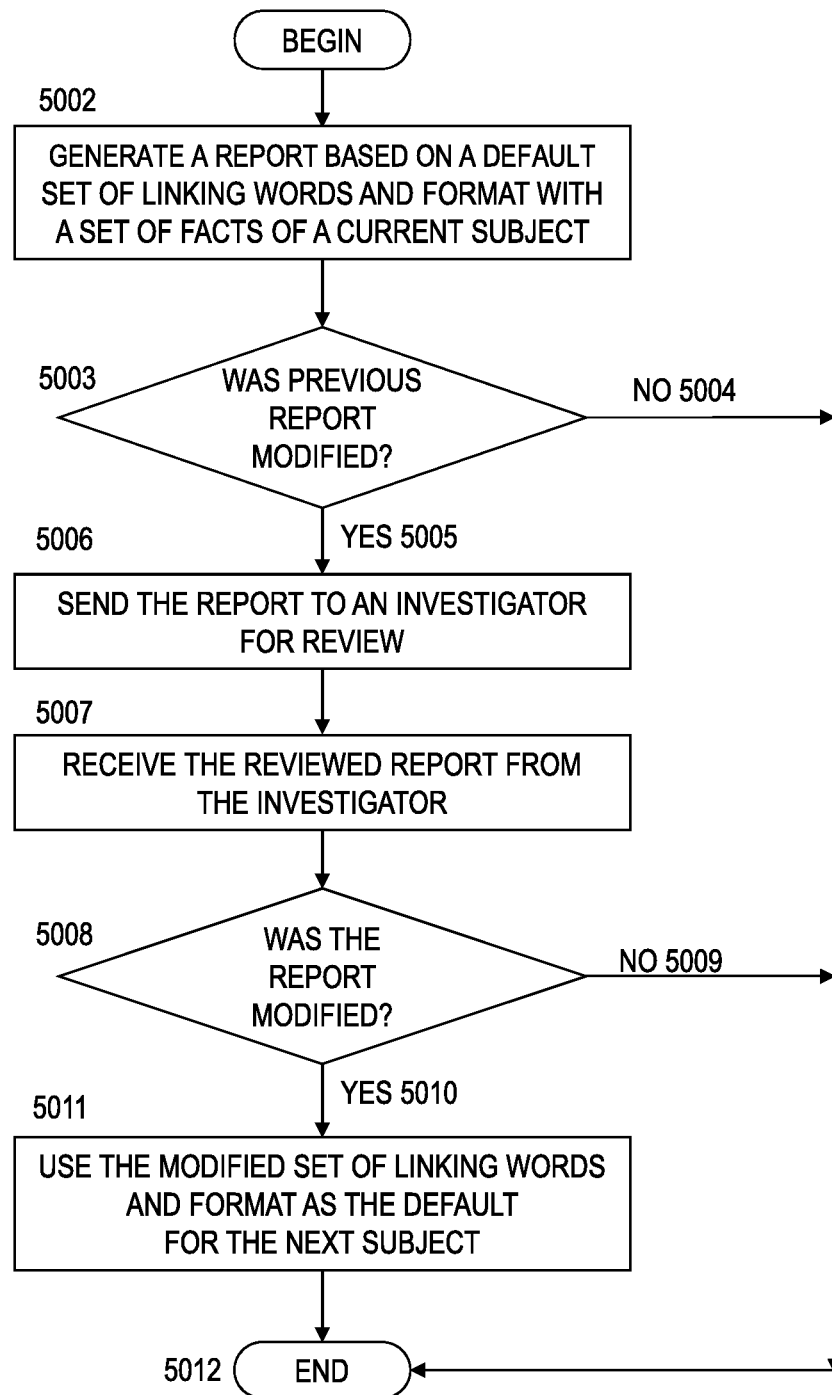 BEGIN
5002
GENERATE A REPORT BASED ON A DEFAULT
SET OF LINKING WORDS AND FORMAT WITH
A SET OF FACTS OF A CURRENT SUBJECT
5003
WAS PREVIOUS
REPORT
MODIFIED?
NO 5004
YES 5005
5006
SEND THE REPORT TO AN INVESTIGATOR
FOR REVIEW
5007
RECEIVE THE REVIEWED REPORT FROM
THE INVESTIGATOR
5008
WAS THE
REPORT
MODIFIED?
NO 5009
YES 5010
5011
USE THE MODIFIED SET OF LINKING WORDS
AND FORMAT AS THE DEFAULT
FOR THE NEXT SUBJECT
5012
END